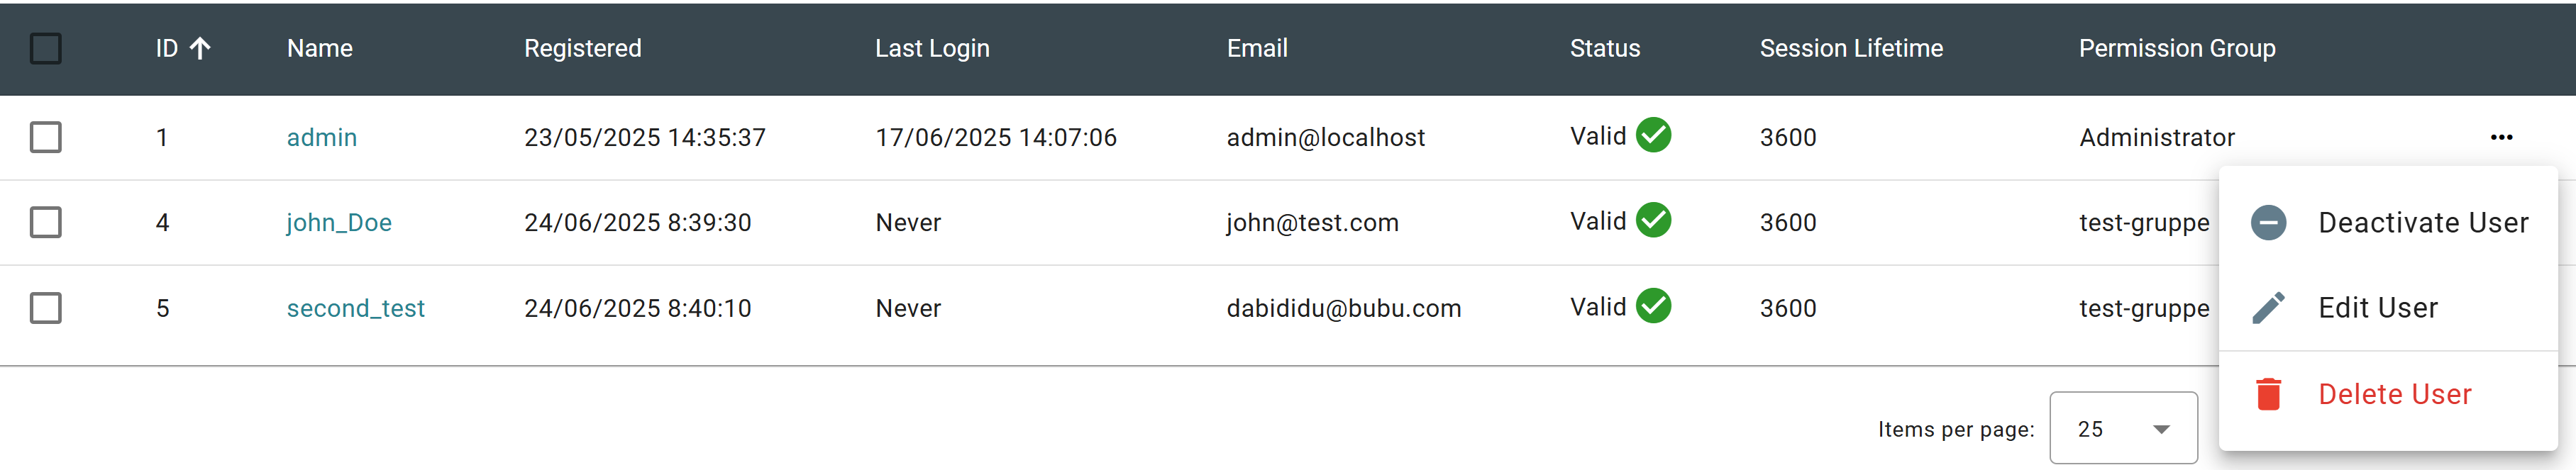 ID Name Registered Last Login Email Status Session Lifetime Permission Group
1 admin 23/05/2025 14:35:37 17/06/2025 14:07:06 admin@localhost Valid 3600 Administrator
4 john_Doe 24/06/2025 8:39:30 Never john@test.com Valid 3600 test-gruppe
5 second_test 24/06/2025 8:40:10 Never dabididu@bubu.com Valid 3600 test-gruppe
Deactivate User
Edit User
Delete User
Items per page: 25